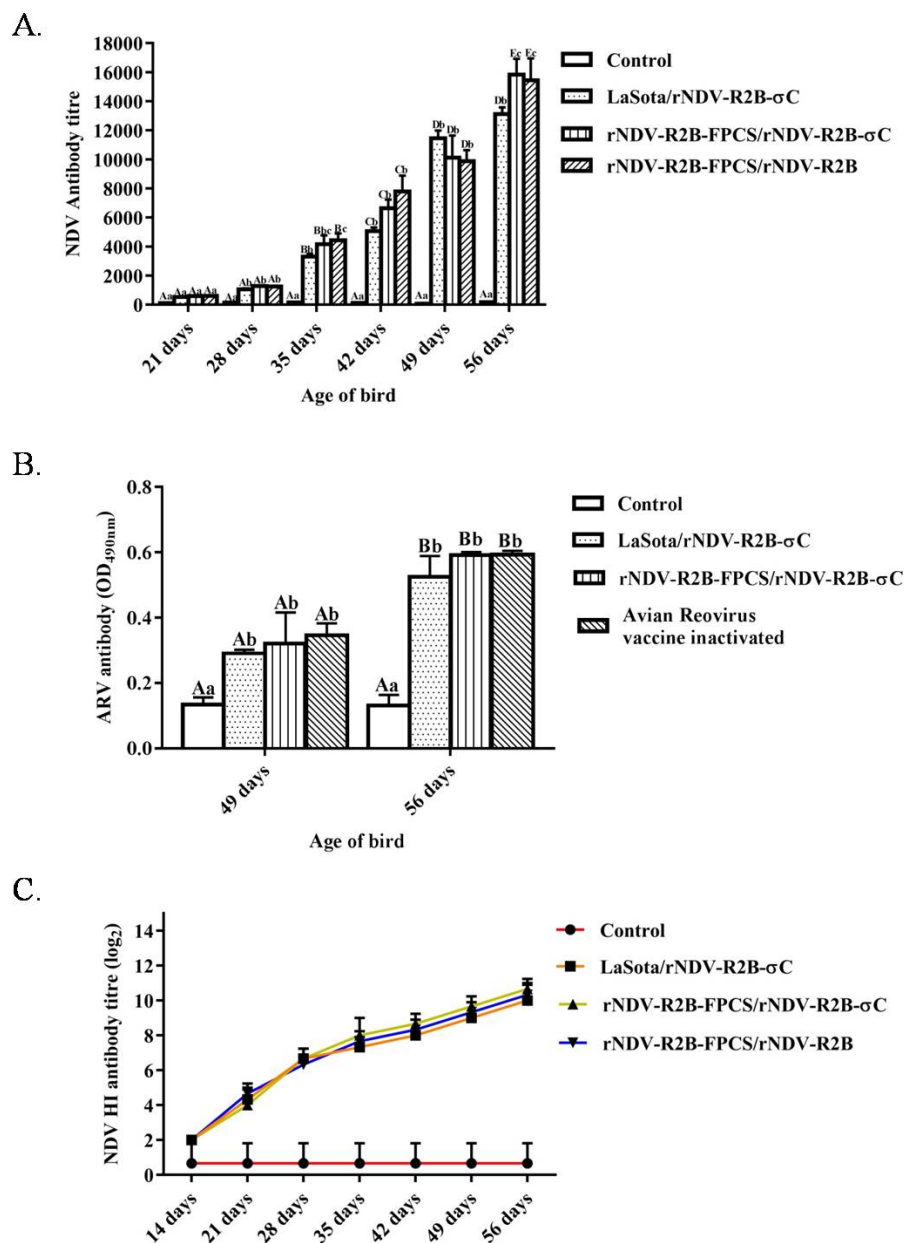 A.
18000
16000
14000
12000
10000
8000
6000
4000
2000
0
NDV Antibody titre
Aa Aa Aa Aa
Aa Ab Ab Ab
Aa Bb Bbc Bc
Aa Cb Cb Cb
Aa Db Db Db
Aa Db Ec Ec
21 days
28 days
35 days
42 days
49 days
56 days
Age of bird
Control
LaSota/rNDV-R2B-σC
rNDV-R2B-FPCS/rNDV-R2B-σC
rNDV-R2B-FPCS/rNDV-R2B
B.
0.8
0.6
0.4
0.2
0.0
ARV antibody (OD490nm)
Aa Ab Ab Ab
Aa Bb Bb Bb
49 days
56 days
Age of bird
Control
LaSota/rNDV-R2B-σC
rNDV-R2B-FPCS/rNDV-R2B-σC
Avian Reovirus
vaccine inactivated
C.
14
12
10
8
6
4
2
0
NDV HI antibody titre (log2)
14 days
21 days
28 days
35 days
42 days
49 days
56 days
Control
LaSota/rNDV-R2B-σC
rNDV-R2B-FPCS/rNDV-R2B-σC
rNDV-R2B-FPCS/rNDV-R2B